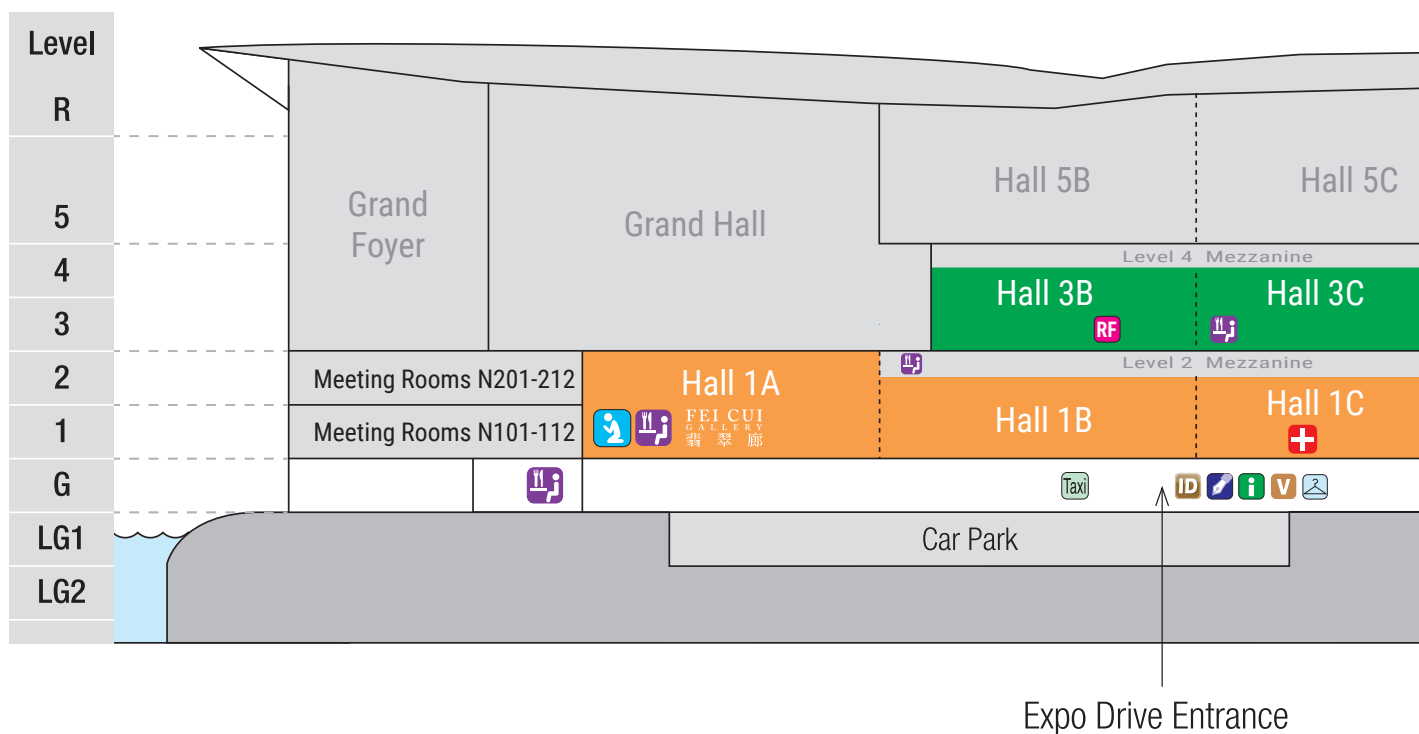 Level
R
5
4
3
2
1
G
LG1
LG2
Grand
Foyer
Grand Hall
Hall 5B
Hall 5C
Level 4 Mezzanine
Hall 3B
Hall 3C
RF
Level 2 Mezzanine
Meeting Rooms N201-212
Meeting Rooms N101-112
Hall 1A
FEI CUI
GALLERY
翡翠廊
Hall 1B
Hall 1C
Taxi
ID
i
V
Car Park
Expo Drive Entrance